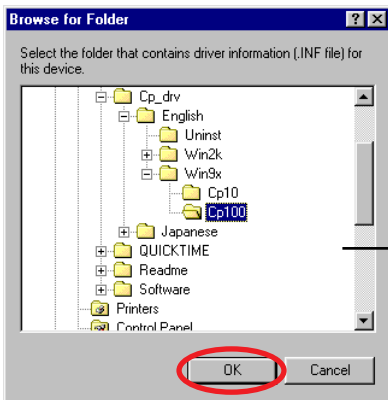 Browse for Folder
Select the folder that contains driver information (.INF file) for
this device.
Cp_drv
English
Uninst
Win2k
Win9x
Cp10
Cp100
Japanese
QUICKTIME
Readme
Software
Printers
Control Panel
OK Cancel